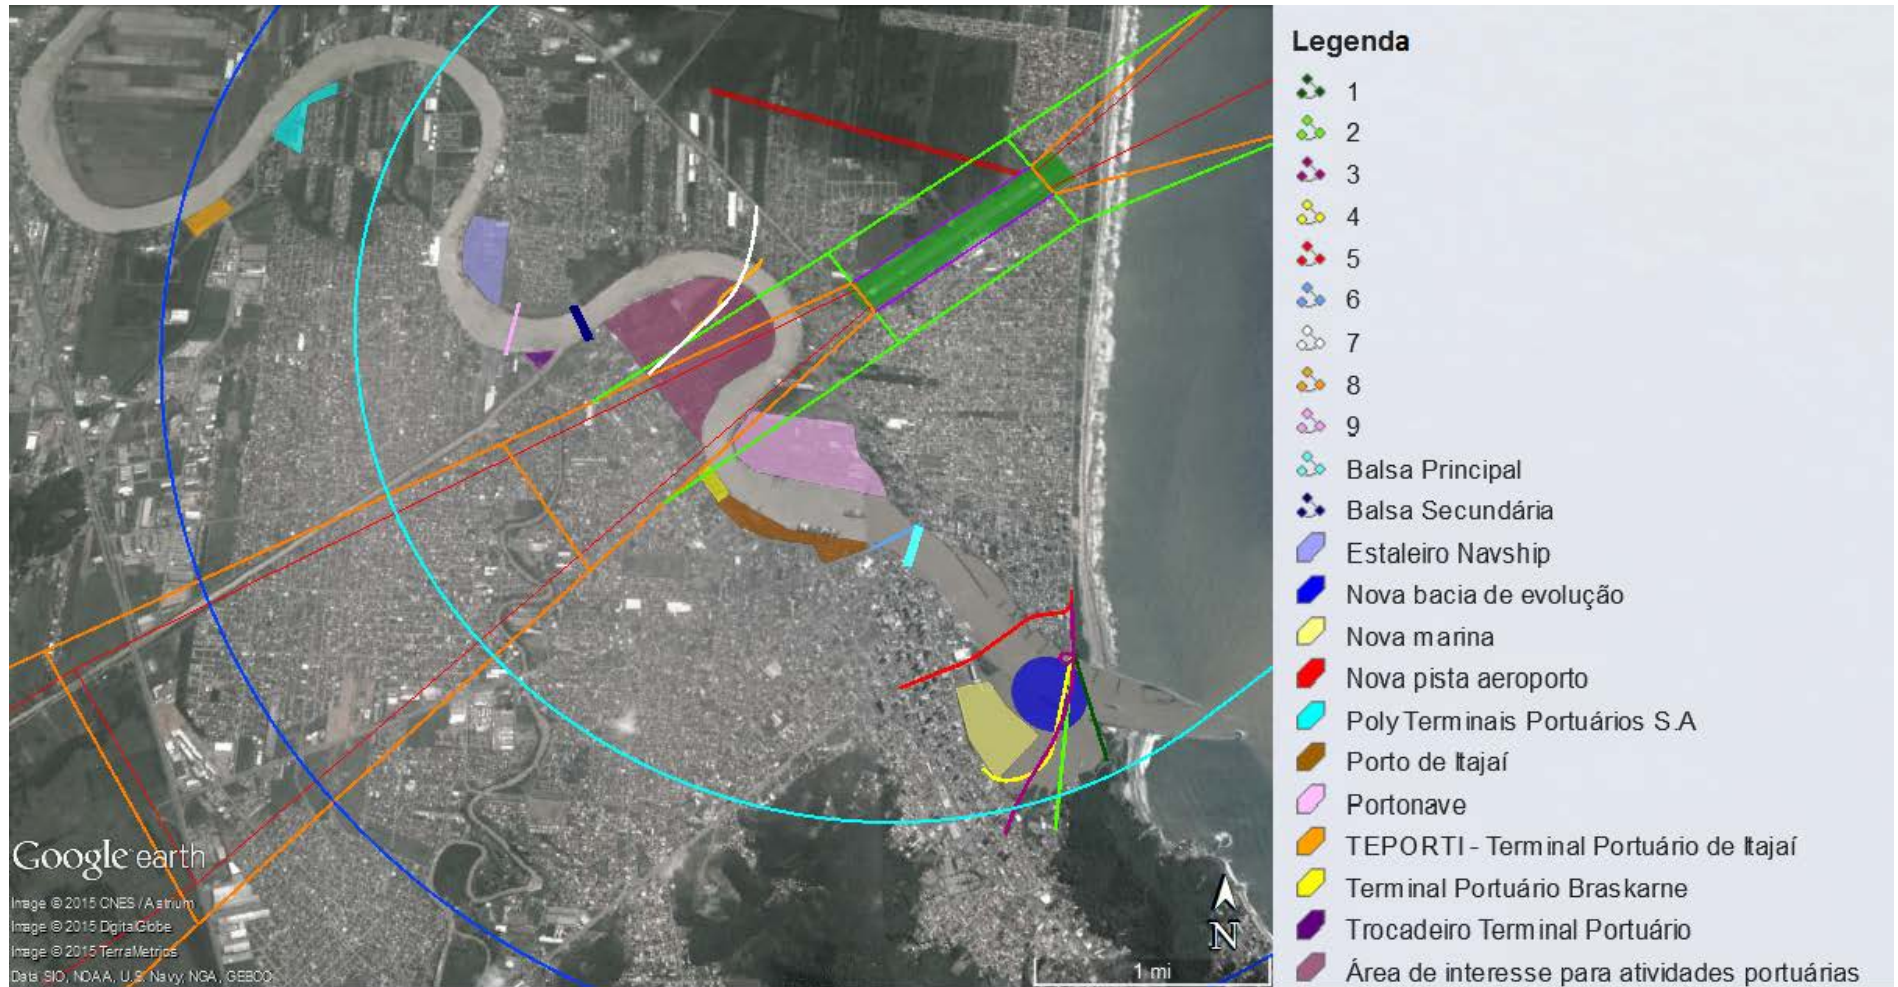 Legenda
1
2
3
4
5
6
7
8
9
Balsa Principal
Balsa Secundária
Estaleiro Navship
Nova bacia de evolução
Nova marina
Nova pista aeroporto
Poly Terminais Portuários S.A
Porto de Itajaí
Portonave
TEPORTI - Terminal Portuário de Itajaí
Terminal Portuário Braskarne
Trocadeiro Terminal Portuário
Área de interesse para atividades portuárias
Google earth
Image © 2015 CNES / Astrium
Image © 2015 DigitalGlobe
Image © 2015 TerraMetrics
Data SIO, NOAA, U.S. Navy, NGA, GEBCO
N
1 mi